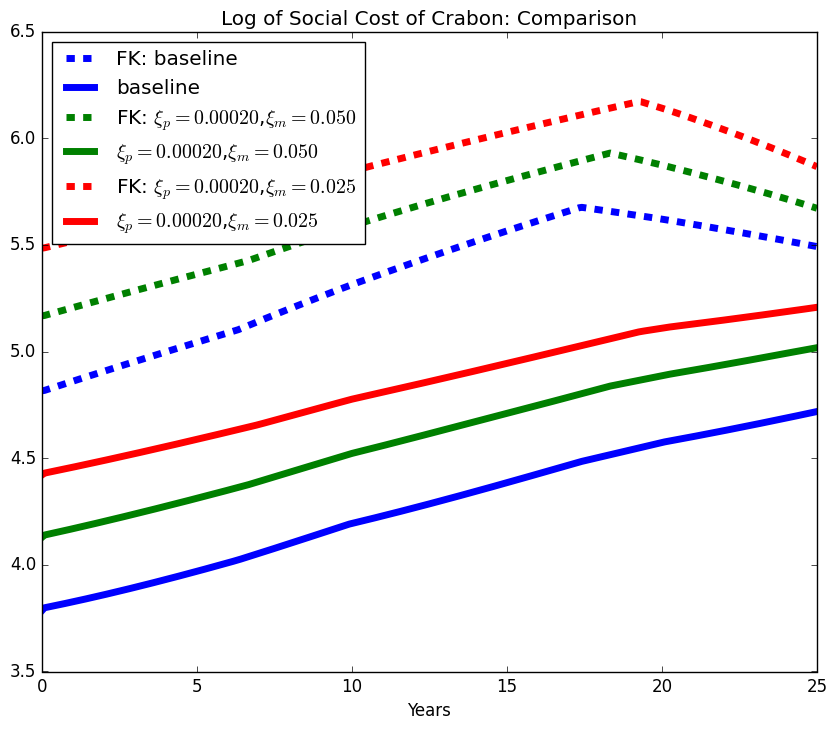 Log of Social Cost of Crabon: Comparison
6.5
6.0
5.5
5.0
4.5
4.0
3.5
FK: baseline
baseline
FK: ξp = 0.00020,ξm = 0.050
ξp = 0.00020,ξm = 0.050
FK: ξp = 0.00020,ξm = 0.025
ξp = 0.00020,ξm = 0.025
0 5 10 15 20 25
Years